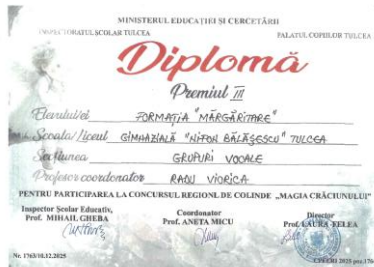 MINISTERUL EDUCAȚIEI ȘI CERCETĂRII
INSPECTORATUL ȘCOLAR TULCEA PALATUL COPIILOR TULCEA
Diplomă
Premiul III
Elevului/ei FORMAȚIA "MĂRGĂRITARE"
Școala/Liceul GIMNAZIALĂ "NIFON BĂLĂȘESCU" TULCEA
Secțiunea GRUPURI VOCALE
Profesor coordonator RADU VIORICA
PENTRU PARTICIPAREA LA CONCURSUL REGIONL DE COLINDE „MAGIA CRĂCIUNULUI"
Inspector Școlar Educativ, Coordonator Director
Prof. MIHAIL GHEBA Prof. ANETA MICU Prof. LAURA KELEA
Nr. 1763/10.12.2025 2025